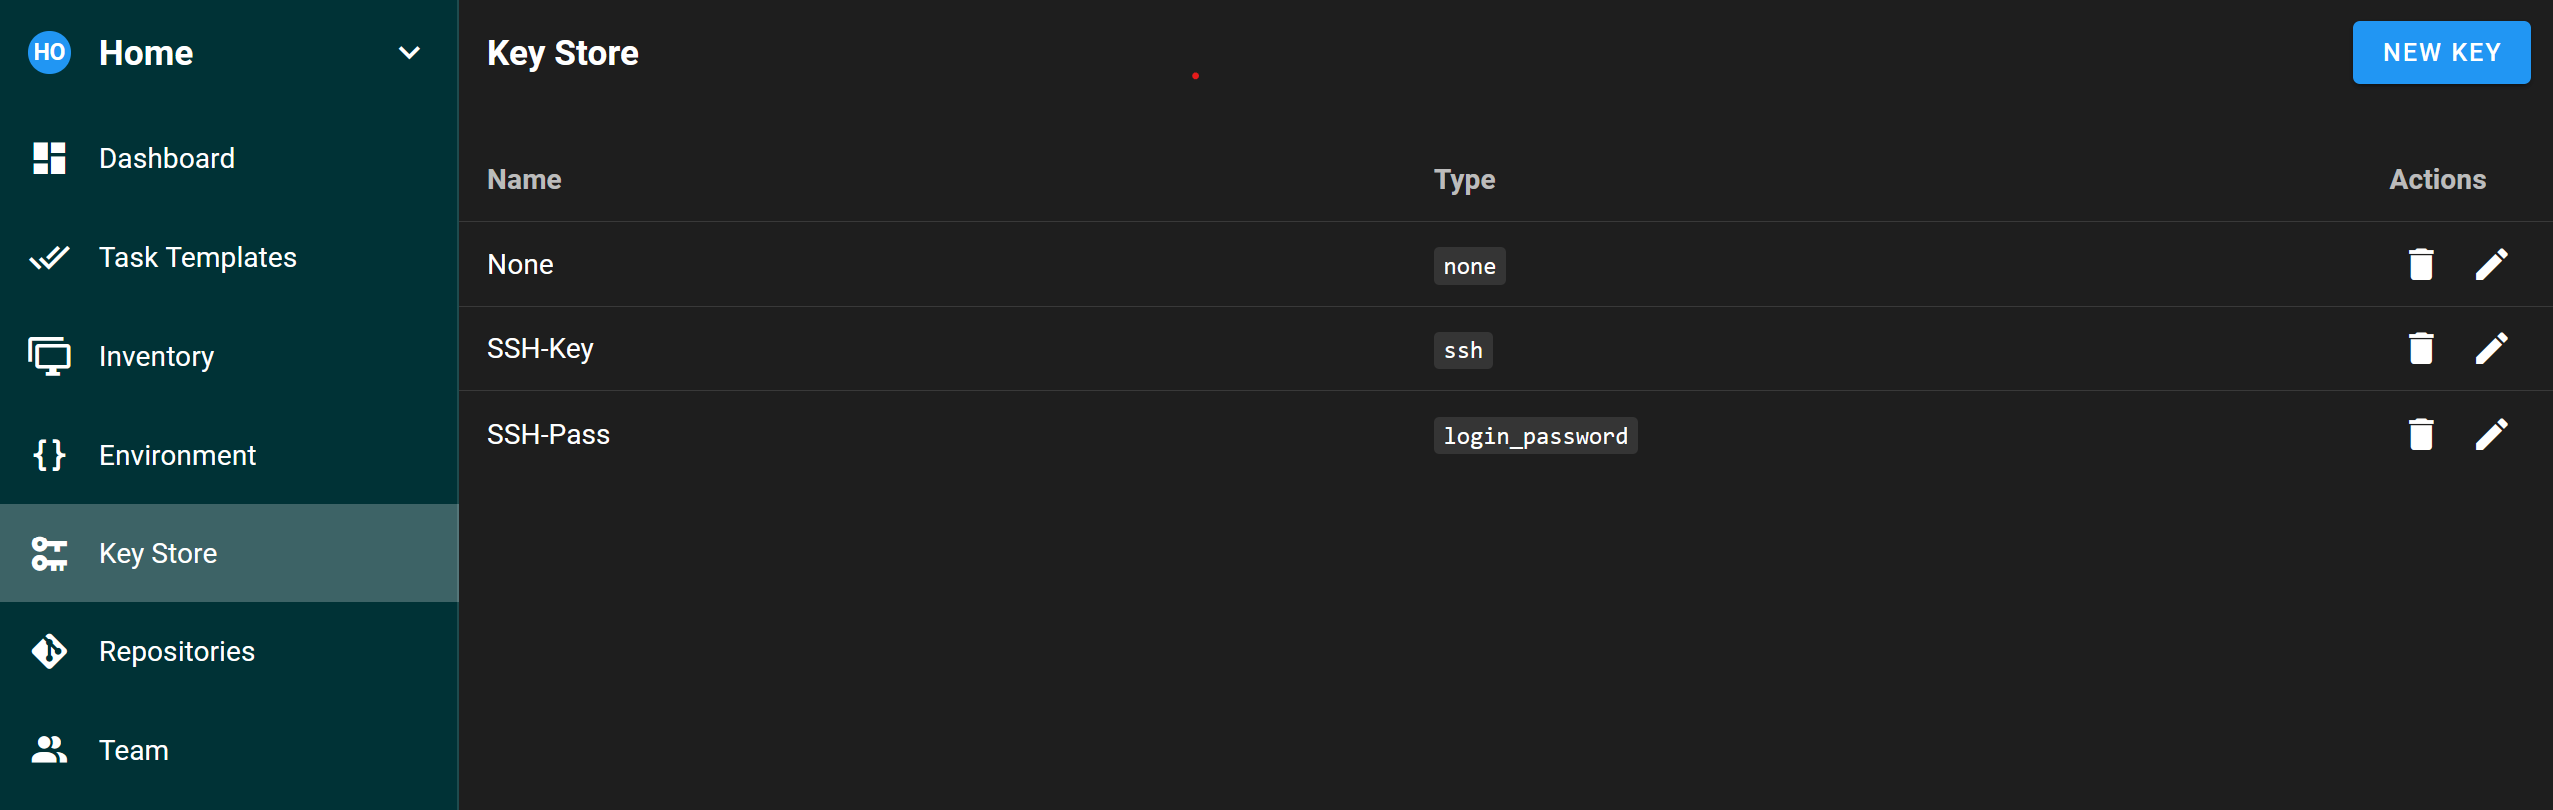 HO Home
Dashboard
Task Templates
Inventory
Environment
Key Store
Repositories
Team
Key Store
NEW KEY
Name Type Actions
None none
SSH-Key ssh
SSH-Pass login_password